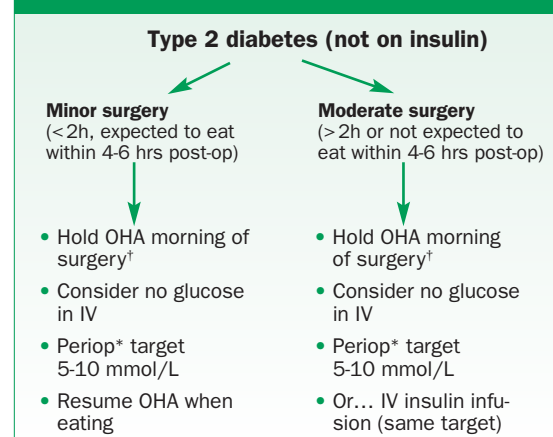 Type 2 diabetes (not on insulin)
Minor surgery
(<2h, expected to eat
within 4-6 hrs post-op)
• Hold OHA morning of
surgery†
• Consider no glucose
in IV
• Periop* target
5-10 mmol/L
• Resume OHA when
eating
Moderate surgery
(>2h or not expected to
eat within 4-6 hrs post-op)
• Hold OHA morning
of surgery†
• Consider no glucose
in IV
• Periop* target
5-10 mmol/L
• Or... IV insulin infu-
sion (same target)